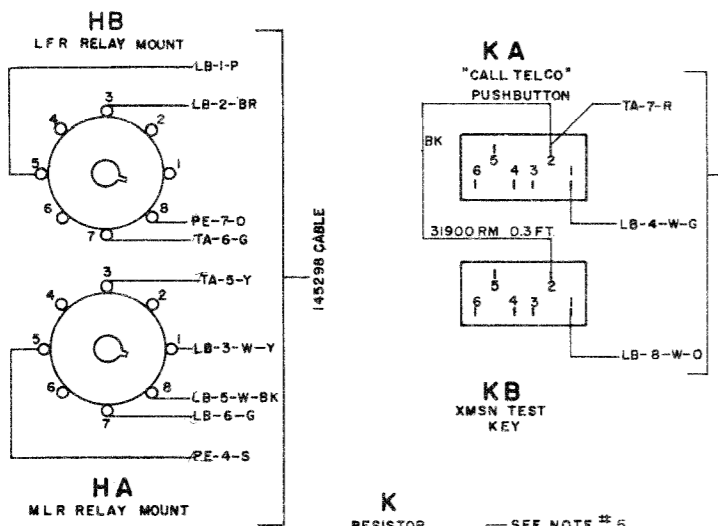 HB
LFR RELAY MOUNT
LB-1-P
LB-2-BR
3
4
2
5
1
6
8
7
PE-7-O
TA-6-G
TA-5-Y
3
4
2
5
1
6
8
7
LB-3-W-Y
LB-5-W-BK
LB-6-G
PE-4-S
HA
MLR RELAY MOUNT
145298 CABLE
KA
"CALL TELCO"
PUSHBUTTON
TA-7-R
BK
5
2
6 4 3 1
LB-4-W-G
31900RM 0.3 FT.
5
2
6 4 3 1
LB-8-W-O
KB
XMSN TEST
KEY
K
RESISTOR
SEE NOTE # 5